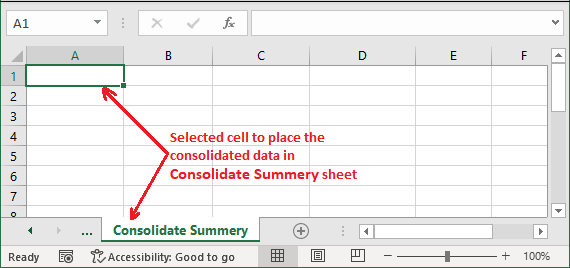 A1
fx
A B C D E F
1
2
3
4 Selected cell to place the
5 consolidated data in
6 Consolidate Summery sheet
7
8
... Consolidate Summery
Ready Accessibility: Good to go 100%